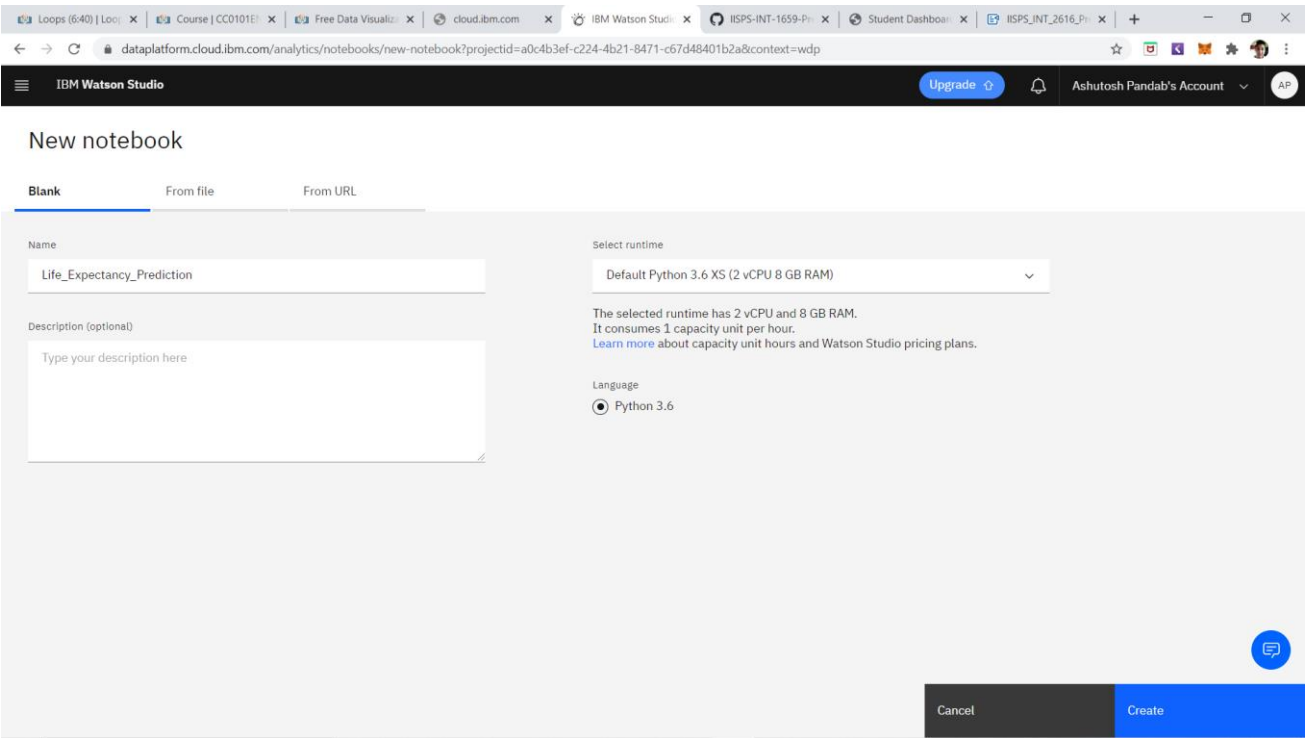 Loops (6:40) | Loop
Course | CC0101E
Free Data Visualiz
cloud.ibm.com
IBM Watson Studi
IISPS-INT-1659-Pr
Student Dashboar
IISPS_INT_2616_Pr
dataplatform.cloud.ibm.com/analytics/notebooks/new-notebook?projectid=a0c4b3ef-c224-4b21-8471-c67d48401b2a&context=wdp
IBM Watson Studio
Upgrade
Ashutosh Pandab's Account
AP
New notebook
Blank
From file
From URL
Name
Life_Expectancy_Prediction
Description (optional)
Type your description here
Select runtime
Default Python 3.6 XS (2 vCPU 8 GB RAM)
The selected runtime has 2 vCPU and 8 GB RAM.
It consumes 1 capacity unit per hour.
Learn more about capacity unit hours and Watson Studio pricing plans.
Language
Python 3.6
Cancel
Create